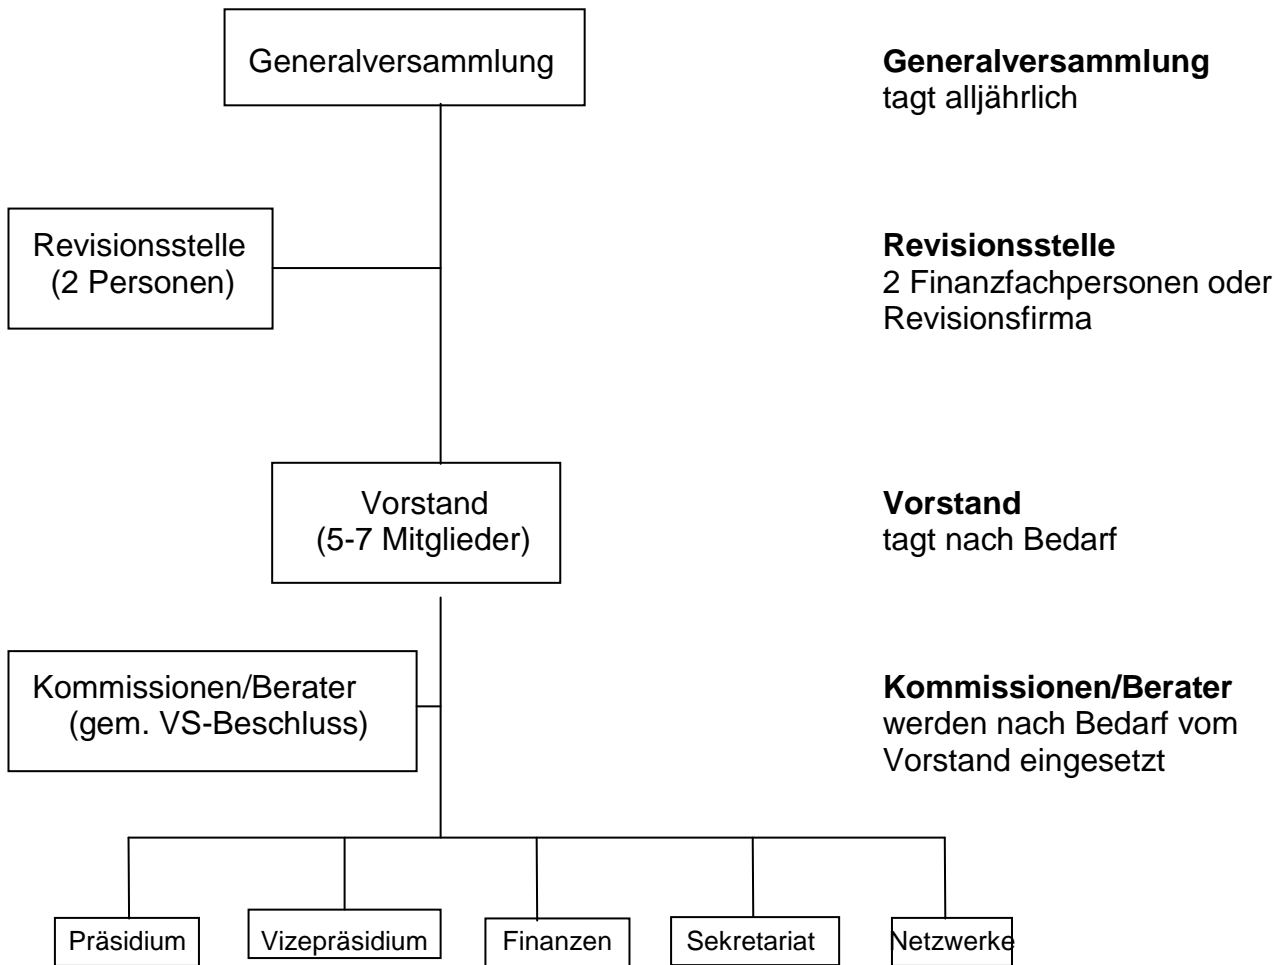 Generalversammlung
Generalversammlung
tagt alljährlich
Revisionsstelle
(2 Personen)
Revisionsstelle
2 Finanzfachpersonen oder
Revisionsfirma
Vorstand
(5-7 Mitglieder)
Vorstand
tagt nach Bedarf
Kommissionen/Berater
(gem. VS-Beschluss)
Kommissionen/Berater
werden nach Bedarf vom
Vorstand eingesetzt
Präsidium
Vizepräsidium
Finanzen
Sekretariat
Netzwerke